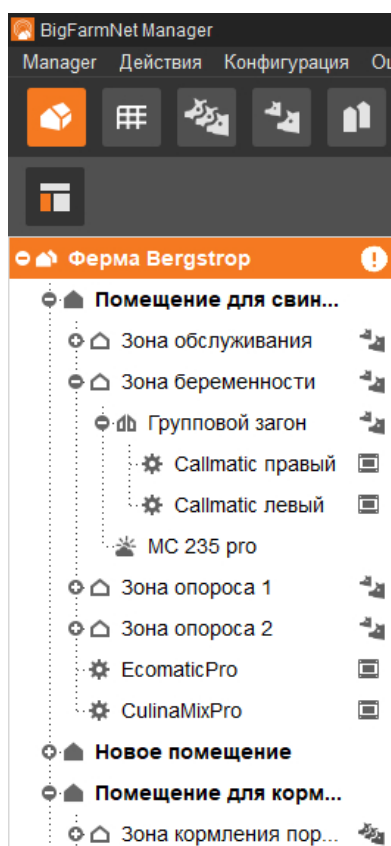 BigFarmNet Manager
Manager Действия Конфигурация
Ферма Bergstrop
Помещение для свин...
Зона обслуживания
Зона беременности
Групповой загон
Callmatic правый
Callmatic левый
MC 235 pro
Зона опороса 1
Зона опороса 2
EcomaticPro
CulinaMixPro
Новое помещение
Помещение для корм...
Зона кормления пор...